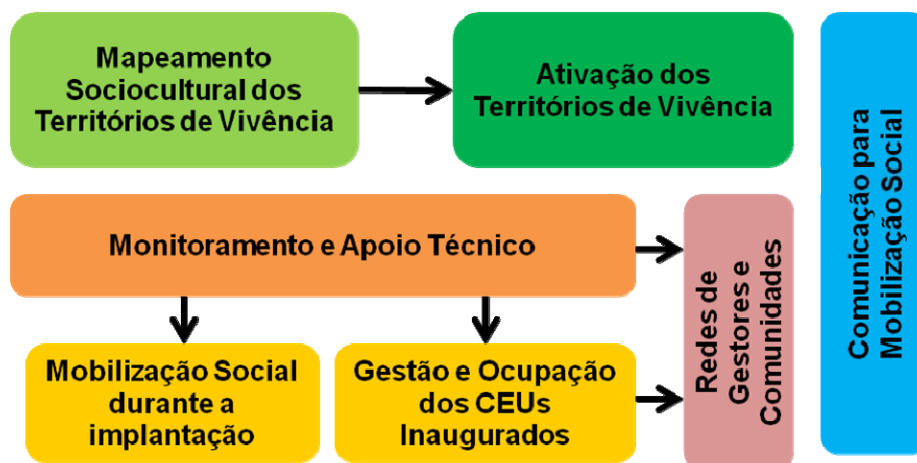 Mapeamento
Sociocultural dos
Territórios de Vivência
Ativação dos
Territórios de Vivência
Monitoramento e Apoio Técnico
Mobilização Social
durante a
implantação
Gestão e Ocupação
dos CEUs
Inaugurados
Redes de
Gestores e
Comunidades
Comunicação para
Mobilização Social